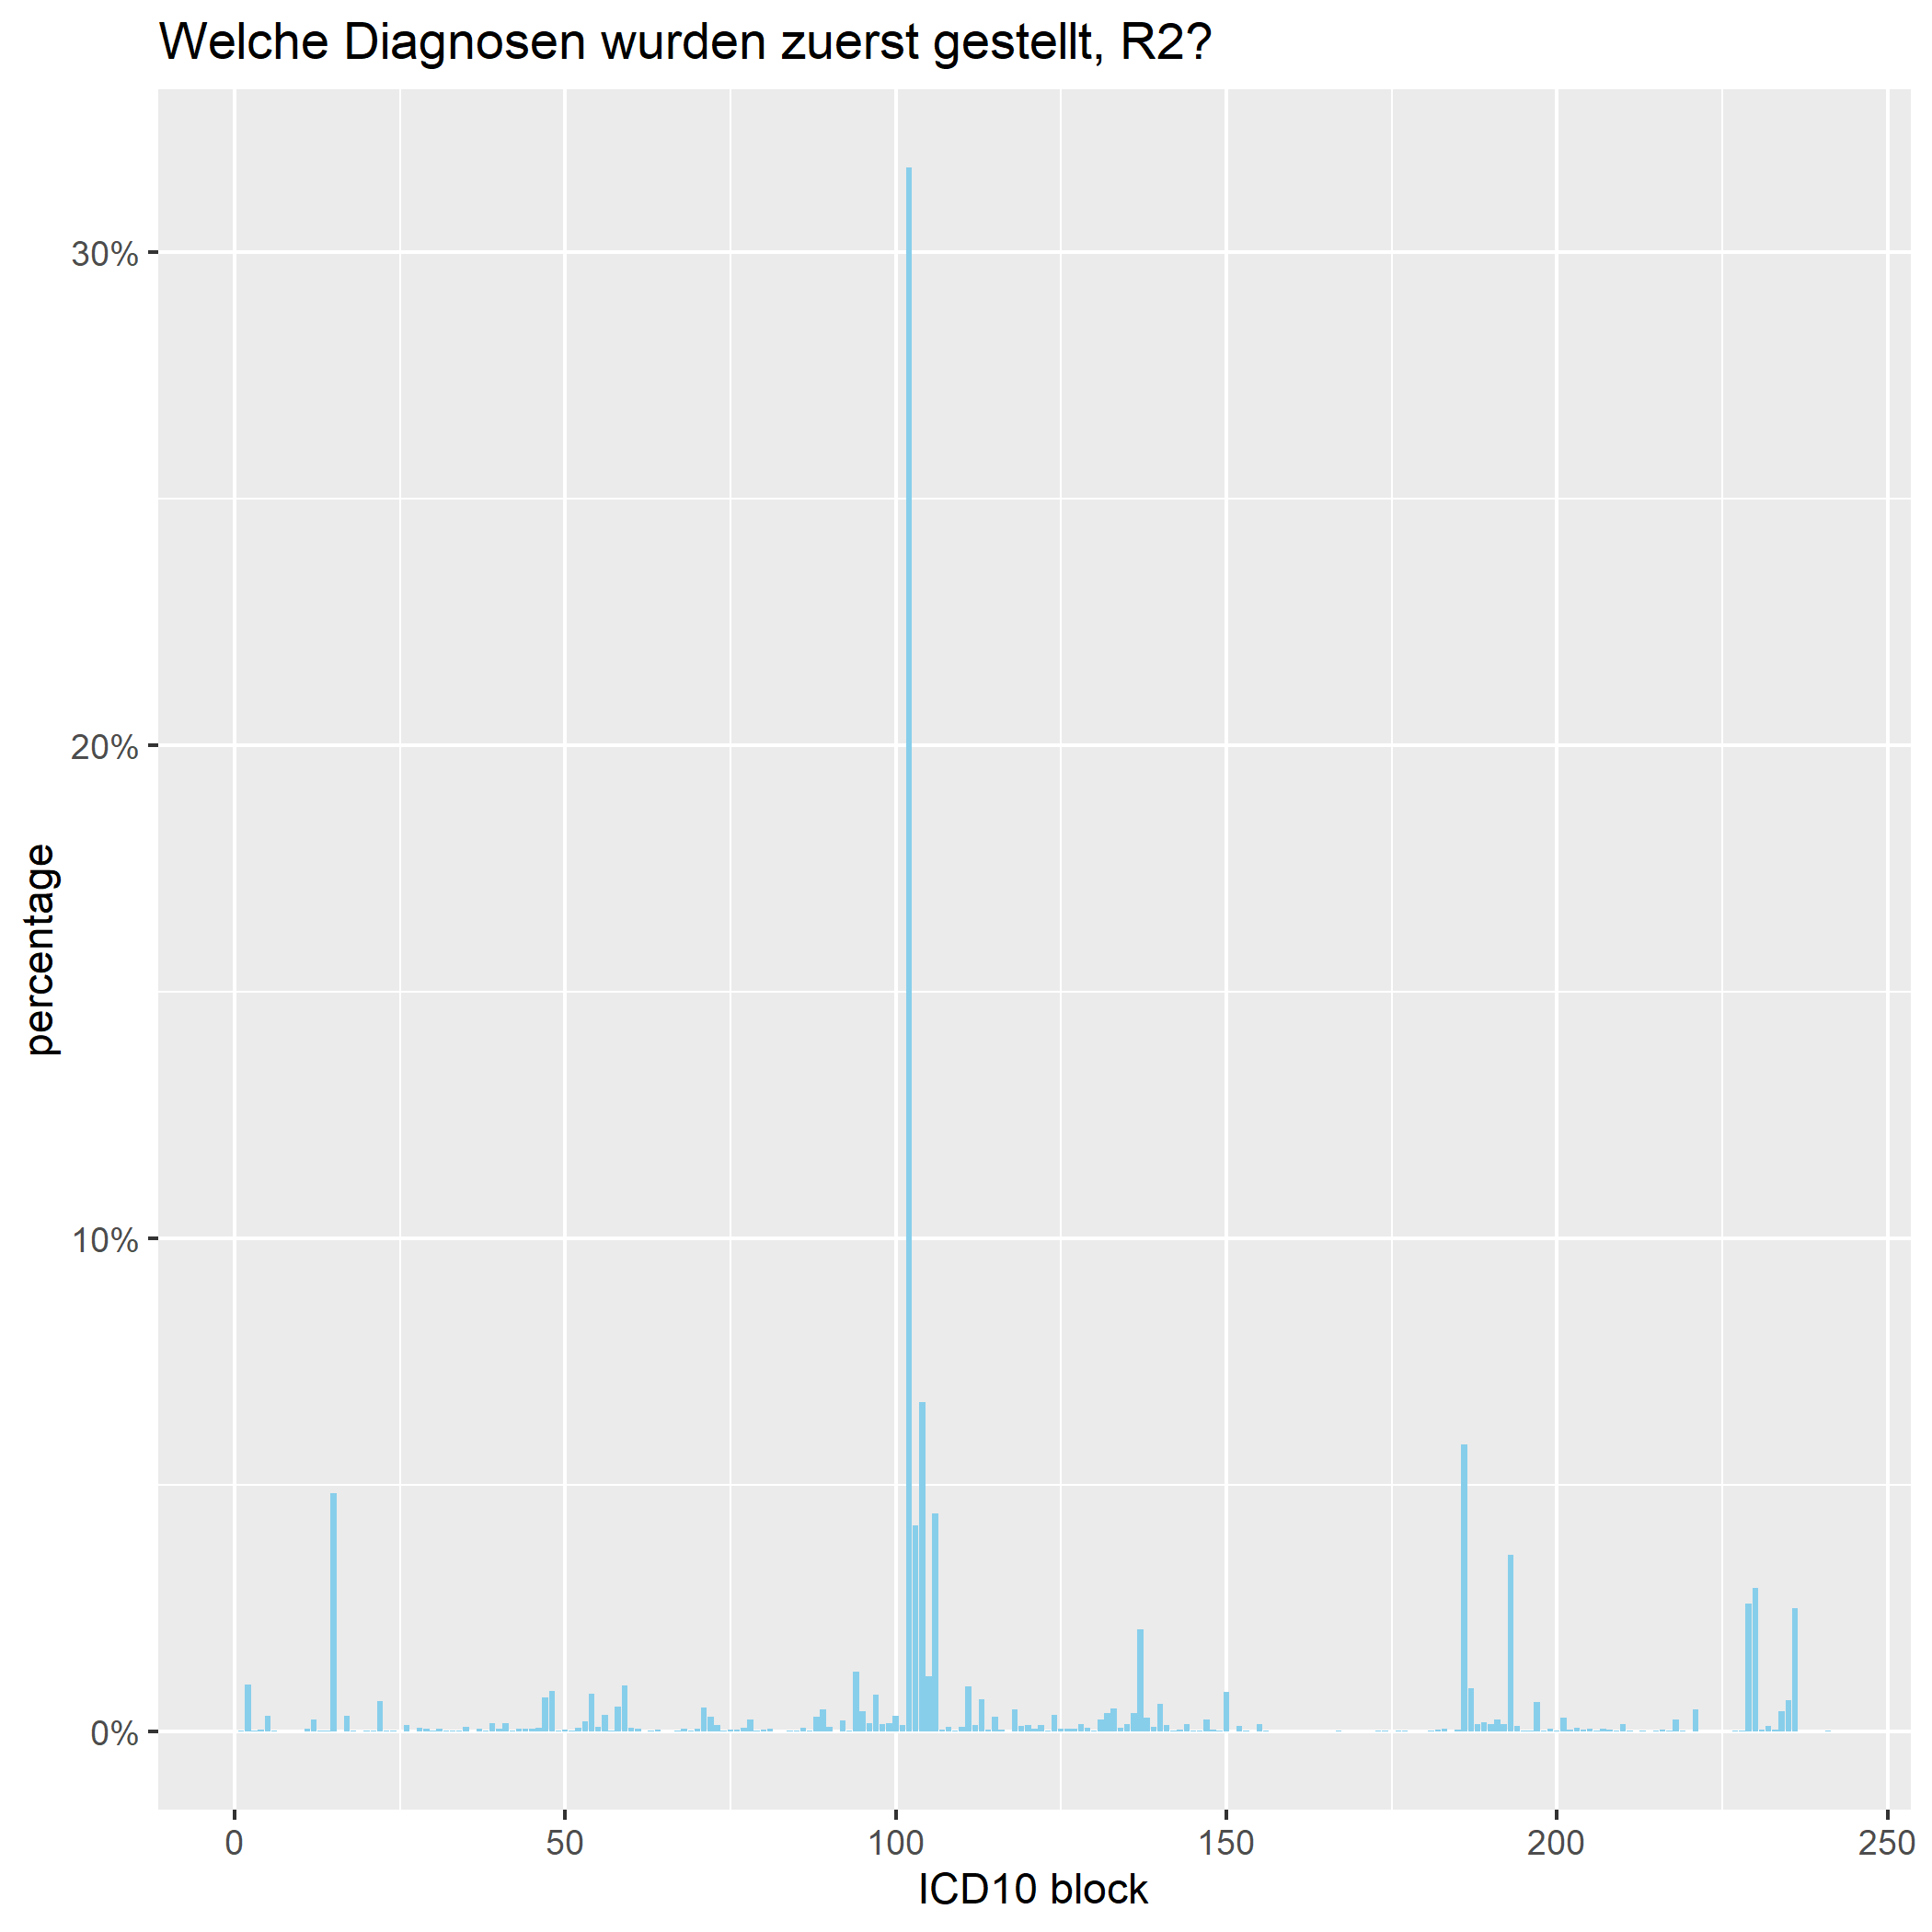 Welche Diagnosen wurden zuerst gestellt, R2?
30%
20%
10%
0%
percentage
0 50 100 150 200 250
ICD10 block